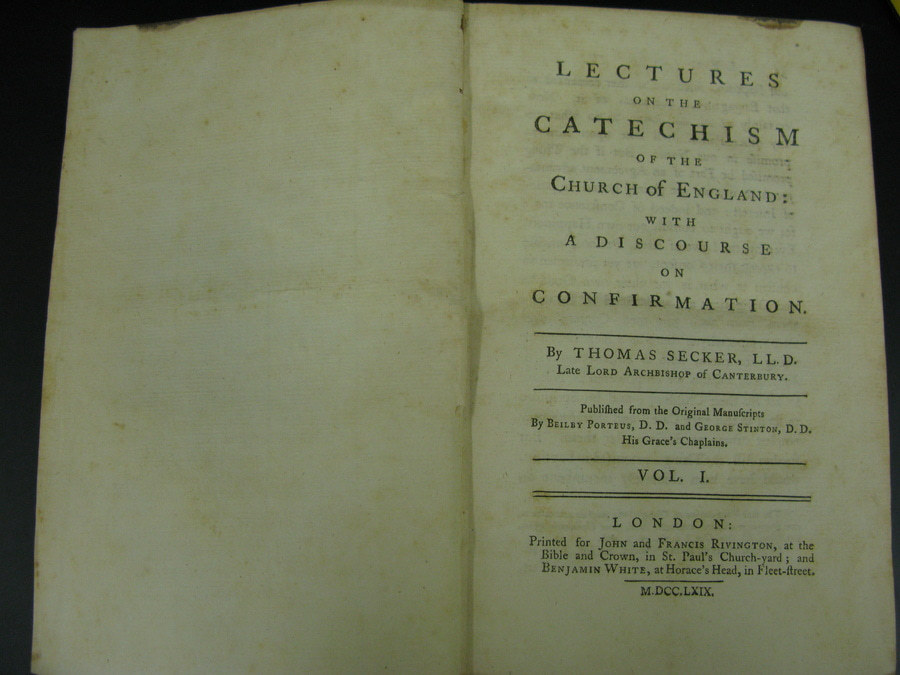 LECTURES
ON THE
CATECHISM
OF THE
CHURCH of ENGLAND:
WITH
A DISCOURSE
ON
CONFIRMATION.
By THOMAS SECKER, LL. D.
Late LORD ARCHBISHOP of CANTERBURY.
Publiſhed from the Original Manuſcripts
By BEILBY PORTEUS, D. D. and GEORGE STINTON, D. D.
His Grace's Chaplains.
VOL. I.
LONDON:
Printed for JOHN and FRANCIS RIVINGTON, at the
Bible and Crown, in St. Paul's Church-yard; and
BENJAMIN WHITE, at Horace's Head, in Fleet-ſtreet.
M.DCC.LXIX.